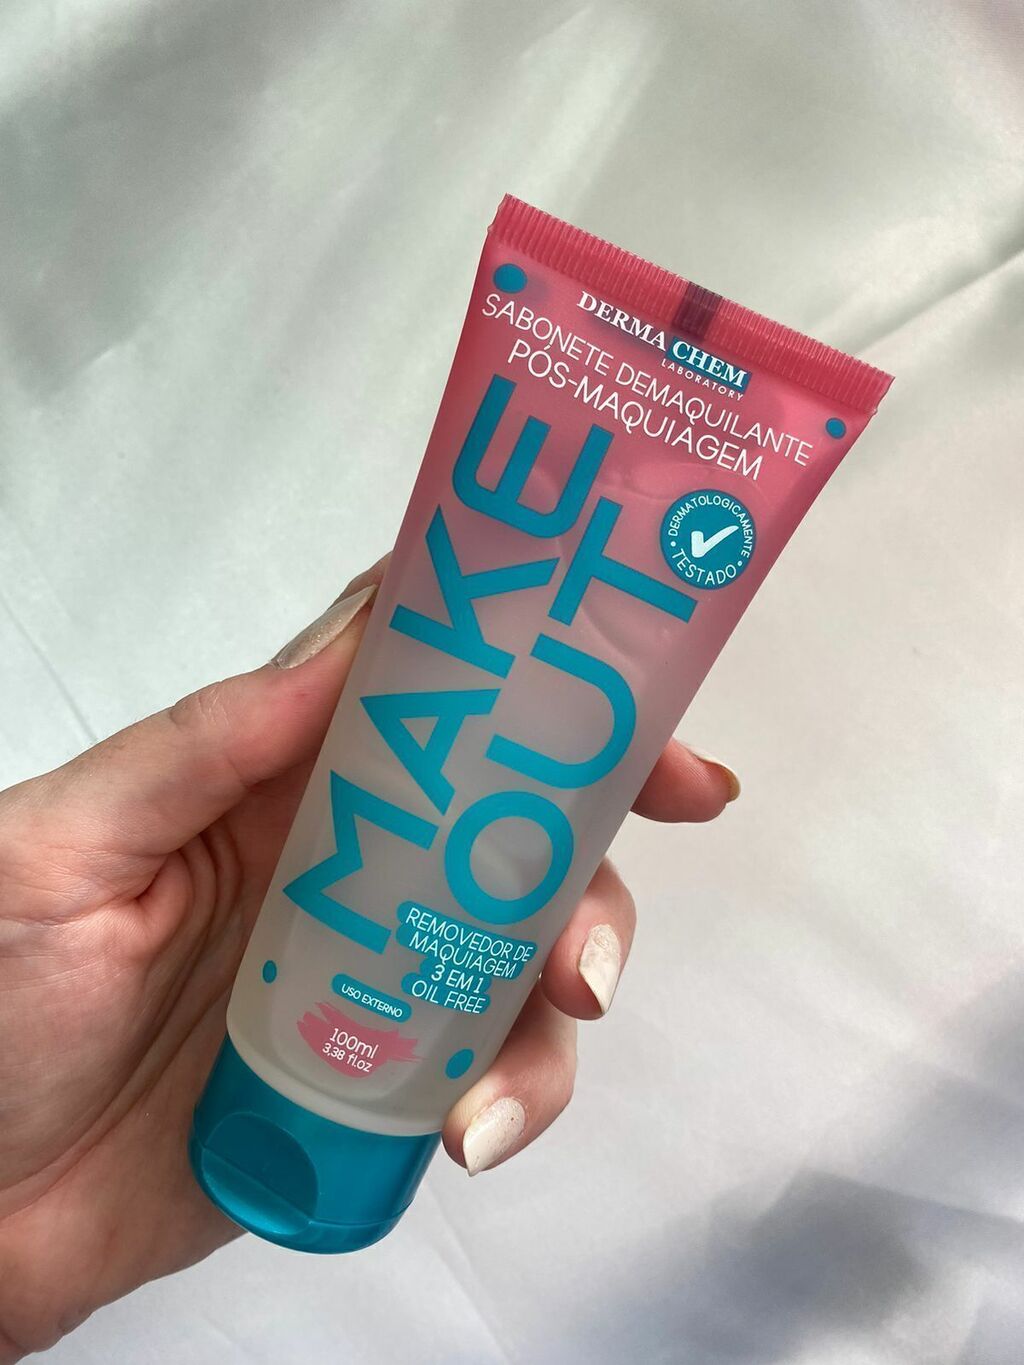 DERMA CHEM
LABORATORY
SABONETE DEMAQUILANTE
PÓS-MAQUIAGEM
MAKE
OUT
• DERMATOLOGICAMENTE •
TESTADO
REMOVEDOR DE
MAQUIAGEM
3 EM 1
OIL FREE
USO EXTERNO
100ml
3,38 fl.oz